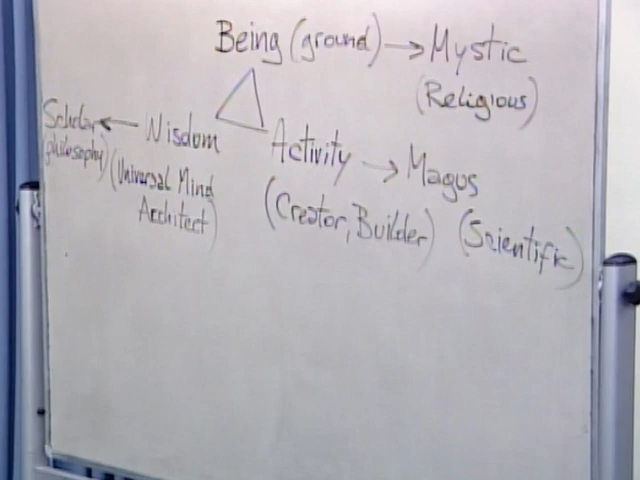 Being (ground) → Mystic
(Religious)
Scholar ← Wisdom
(philosophy) (Universal Mind
Architect)
Activity → Magus
(Creator, Builder) (Scientific)